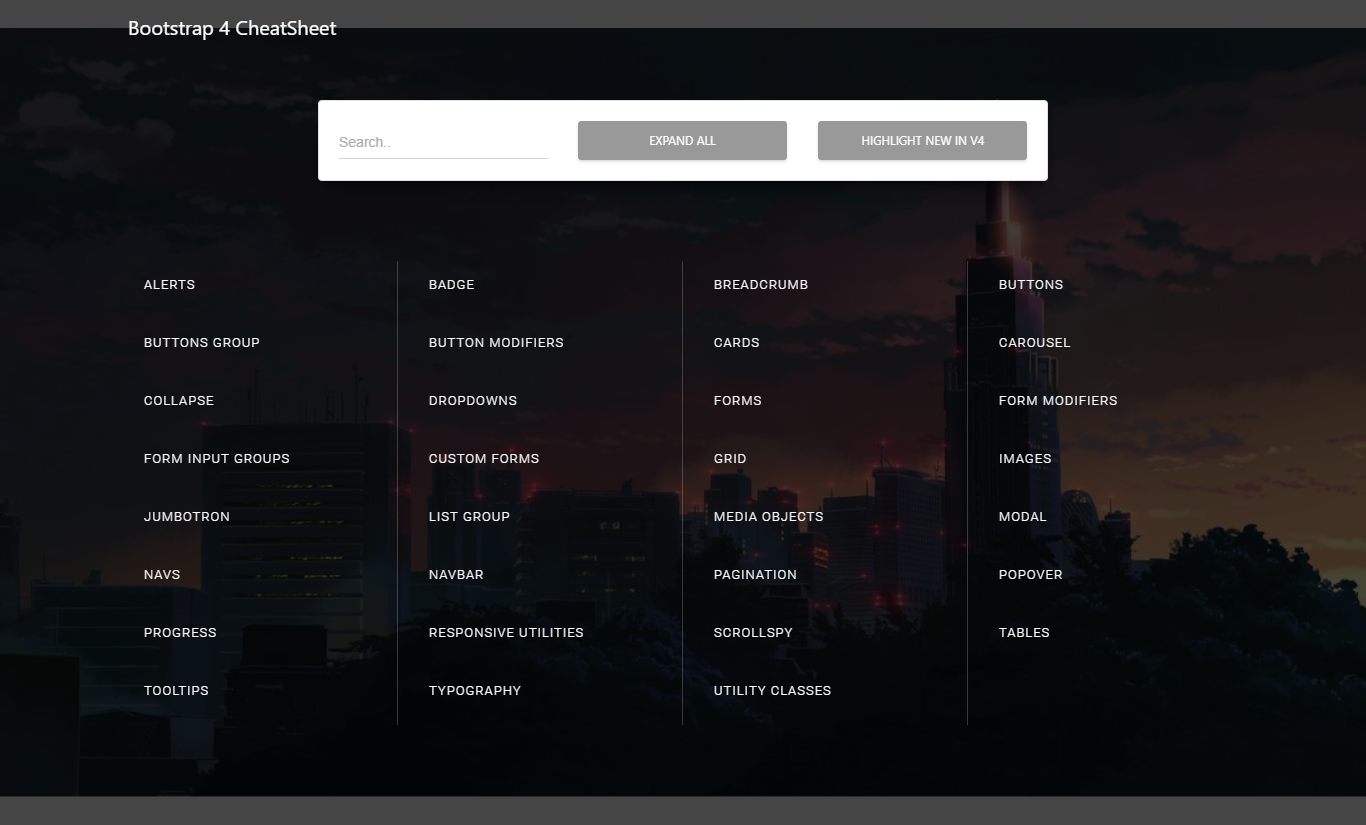 Bootstrap 4 CheatSheet
Search..
EXPAND ALL
HIGHLIGHT NEW IN V4
ALERTS
BADGE
BREADCRUMB
BUTTONS
BUTTONS GROUP
BUTTON MODIFIERS
CARDS
CAROUSEL
COLLAPSE
DROPDOWNS
FORMS
FORM MODIFIERS
FORM INPUT GROUPS
CUSTOM FORMS
GRID
IMAGES
JUMBOTRON
LIST GROUP
MEDIA OBJECTS
MODAL
NAVS
NAVBAR
PAGINATION
POPOVER
PROGRESS
RESPONSIVE UTILITIES
SCROLLSPY
TABLES
TOOLTIPS
TYPOGRAPHY
UTILITY CLASSES